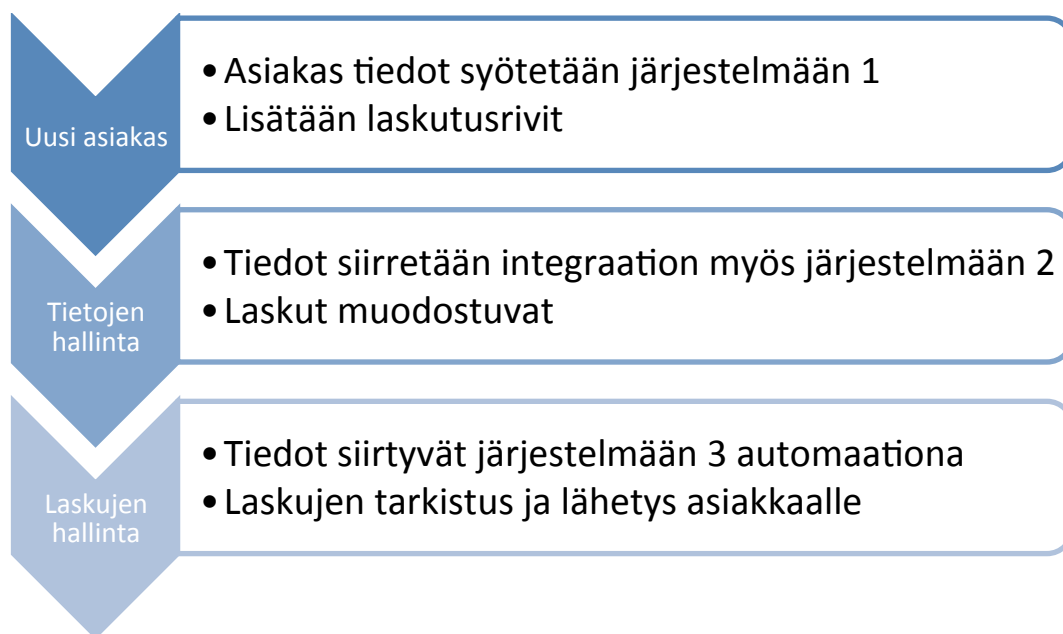 Uusi asiakas
• Asiakas tiedot syötetään järjestelmään 1
• Lisätään laskutusrivit
Tietojen
hallinta
• Tiedot siirretään integraation myös järjestelmään 2
• Laskut muodostuvat
Laskujen
hallinta
• Tiedot siirtyvät järjestelmään 3 automaationa
• Laskujen tarkistus ja lähetys asiakkaalle